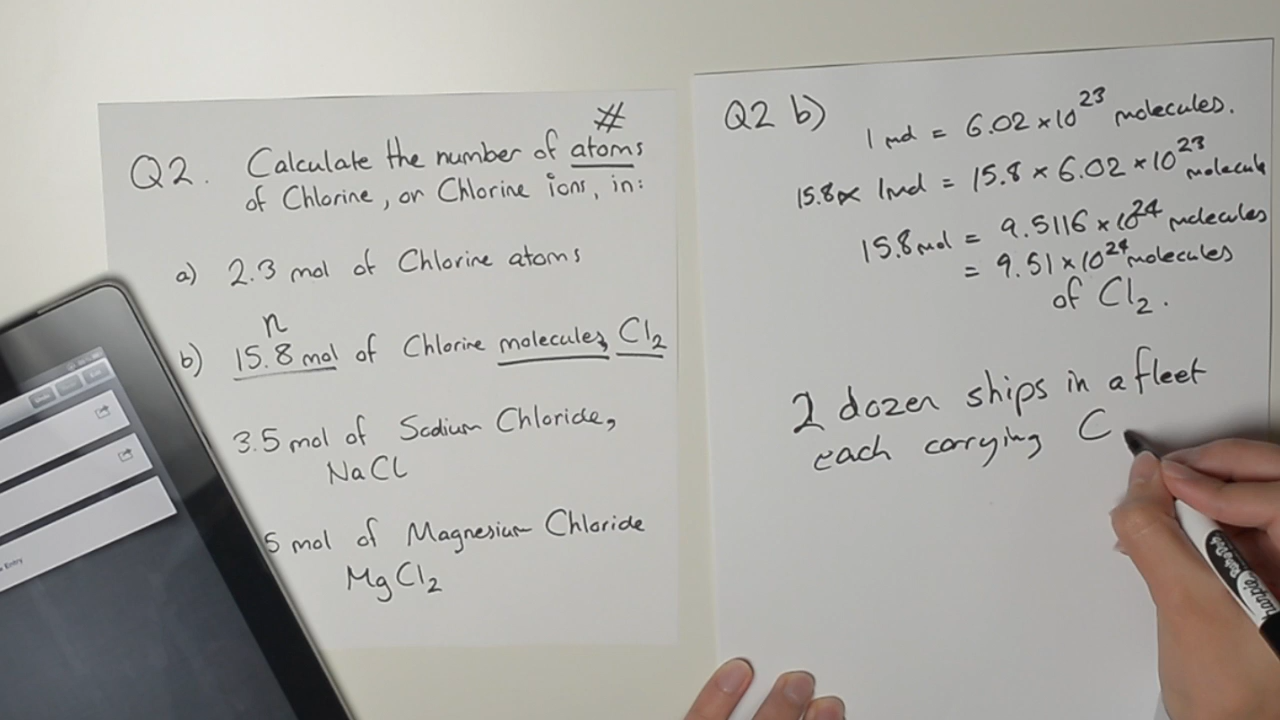 #
Q2. Calculate the number of atoms
of Chlorine, or Chlorine ions, in:
a) 2.3 mol of Chlorine atoms
n
b) 15.8 mol of Chlorine molecules, Cl2
3.5 mol of Sodium Chloride,
NaCl
5 mol of Magnesium Chloride
MgCl2
Q2 b)
1 mol = 6.02 × 10^23 molecules.
15.8 × 1mol = 15.8 × 6.02 × 10^23 molecule
15.8 mol = 9.5116 × 10^24 molecules
= 9.51 × 10^24 molecules
of Cl2.
2 dozen ships in a fleet
each carrying C
Entry
Sharpie